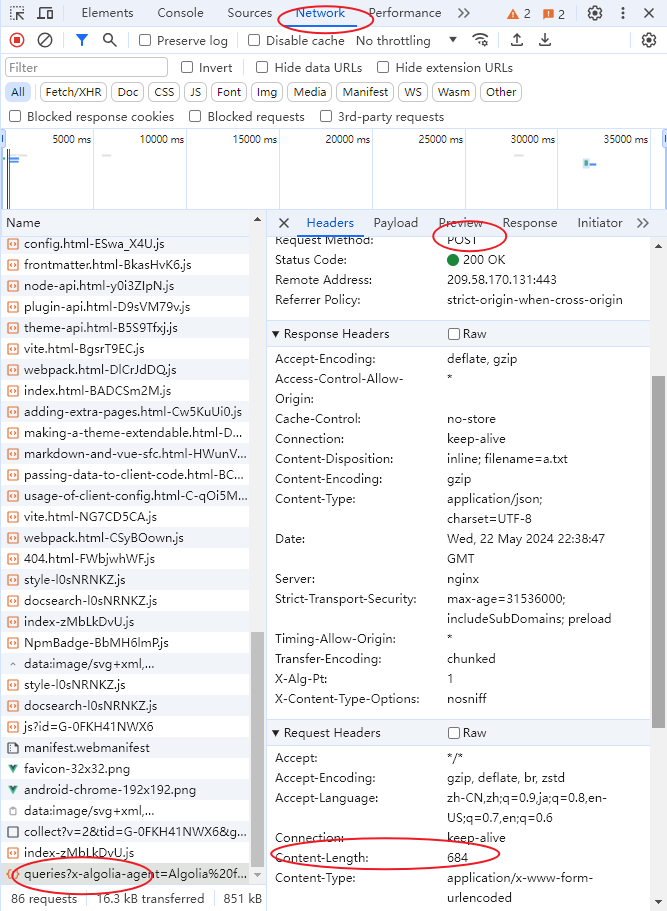 Elements Console Sources Network Performance 2 2
Preserve log Disable cache No throttling
Filter Invert Hide data URLs Hide extension URLs
All Fetch/XHR Doc CSS JS Font Img Media Manifest WS Wasm Other
Blocked response cookies Blocked requests 3rd-party requests
5000 ms 10000 ms 15000 ms 20000 ms 25000 ms 30000 ms 35000 ms
Name
config.html-ESwa_X4U.js
frontmatter.html-BkasHvK6.js
node-api.html-y0i3ZIpN.js
plugin-api.html-D9sVM79v.js
theme-api.html-B5S9Tfxj.js
vite.html-BgsrT9EC.js
webpack.html-DlCrJdDQ.js
index.html-BADCSm2M.js
adding-extra-pages.html-Cw5KuUi0.js
making-a-theme-extendable.html-D...
markdown-and-vue-sfc.html-HWunV...
passing-data-to-client-code.html-BC...
usage-of-client-config.html-C-qOi5M...
vite.html-NG7CD5CA.js
webpack.html-CSyBOown.js
404.html-FWbjwhWF.js
style-l0sNRNKZ.js
docsearch-l0sNRNKZ.js
index-zMbLkDvU.js
NpmBadge-BbMH6lmP.js
data:image/svg+xml,...
style-l0sNRNKZ.js
docsearch-l0sNRNKZ.js
js?id=G-0FKH41NWX6
manifest.webmanifest
favicon-32x32.png
android-chrome-192x192.png
data:image/svg+xml,...
collect?v=2&tid=G-0FKH41NWX6&g...
index-zMbLkDvU.js
queries?x-algolia-agent=Algolia%20f...
86 requests 16.3 kB transferred 851 kB
Headers Payload Preview Response Initiator
Request Method: POST
Status Code: 200 OK
Remote Address: 209.58.170.131:443
Referrer Policy: strict-origin-when-cross-origin
Response Headers Raw
Accept-Encoding: deflate, gzip
Access-Control-Allow- *
Origin:
Cache-Control: no-store
Connection: keep-alive
Content-Disposition: inline; filename=a.txt
Content-Encoding: gzip
Content-Type: application/json;
charset=UTF-8
Date: Wed, 22 May 2024 22:38:47
GMT
Server: nginx
Strict-Transport-Security: max-age=31536000;
includeSubDomains; preload
Timing-Allow-Origin: *
Transfer-Encoding: chunked
X-Alg-Pt: 1
X-Content-Type-Options: nosniff
Request Headers Raw
Accept: */*
Accept-Encoding: gzip, deflate, br, zstd
Accept-Language: zh-CN,zh;q=0.9,ja;q=0.8,en-
US;q=0.7,en;q=0.6
Connection: keep-alive
Content-Length: 684
Content-Type: application/x-www-form-
urlencoded